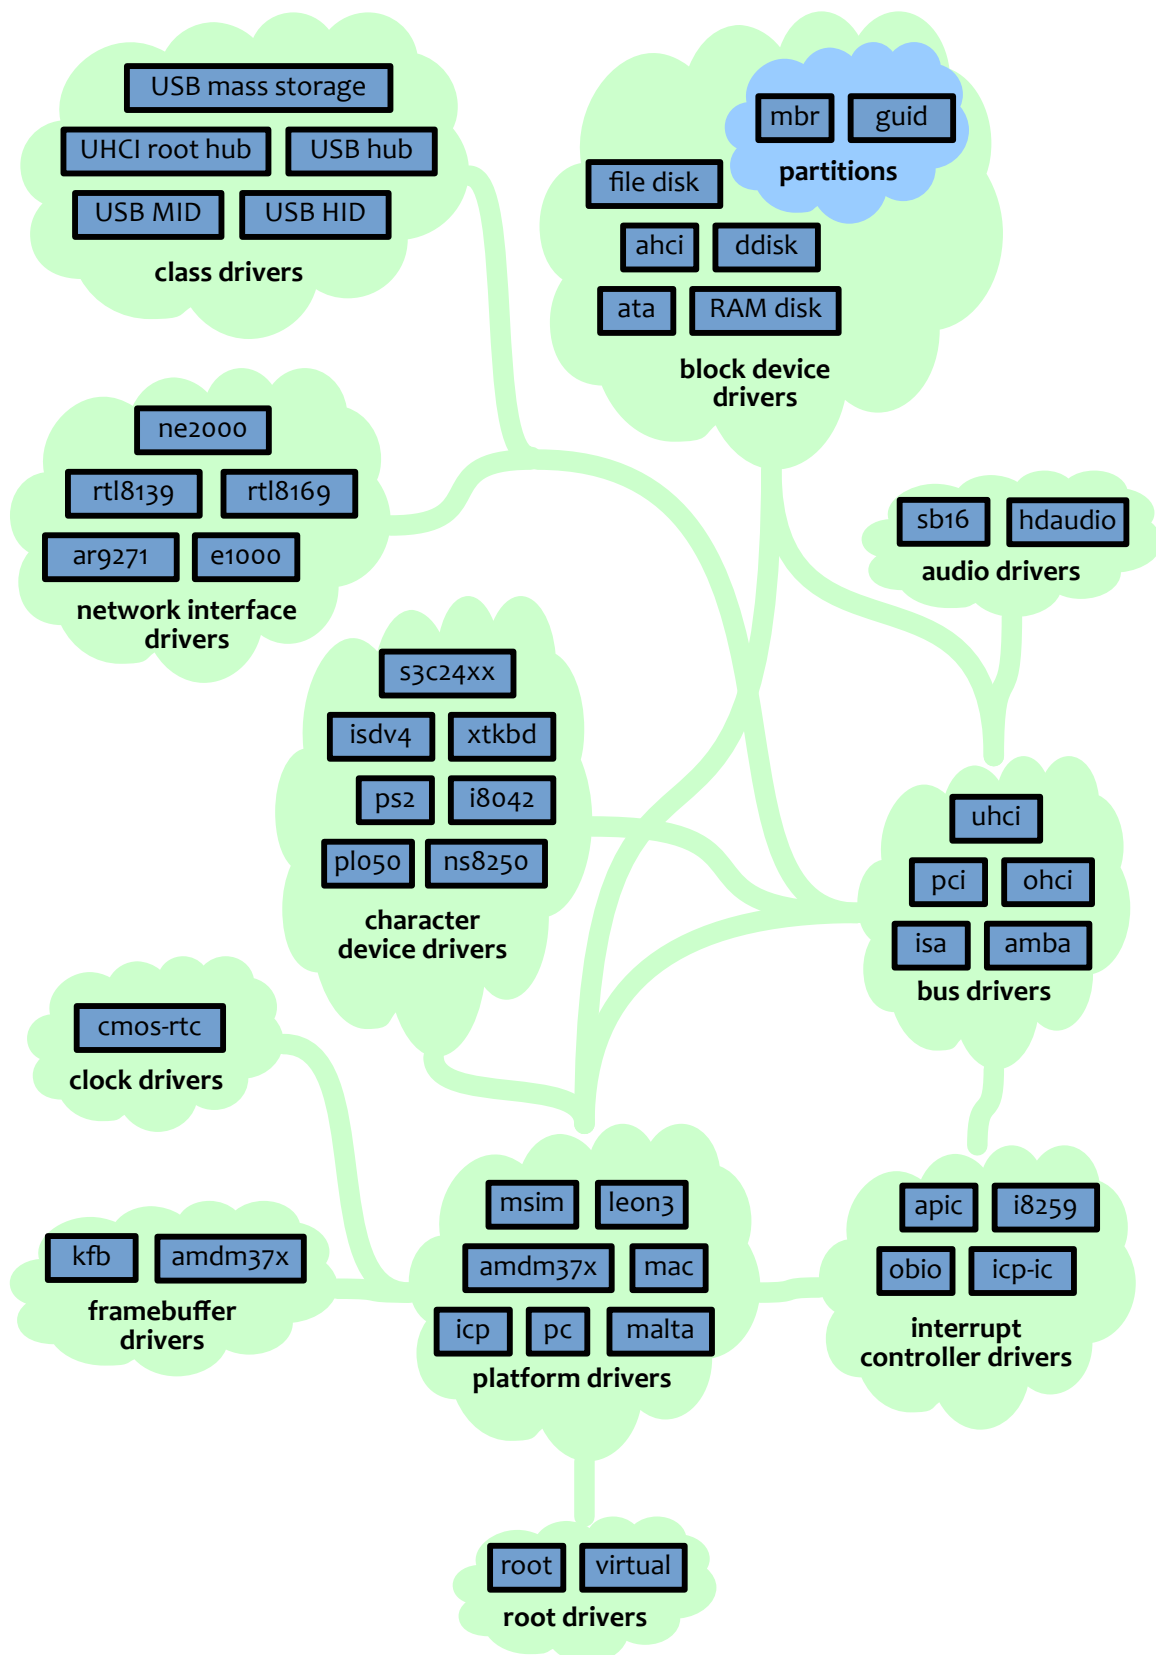 USB mass storage
UHCI root hub
USB hub
USB MID
USB HID
class drivers
mbr
guid
partitions
file disk
ahci
ddisk
ata
RAM disk
block device
drivers
ne2000
rtl8139
rtl8169
ar9271
e1000
network interface
drivers
sb16
hdaudio
audio drivers
s3c24xx
isdv4
xtkbd
ps2
i8042
pl050
ns8250
character
device drivers
uhci
pci
ohci
isa
amba
bus drivers
cmos-rtc
clock drivers
msim
leon3
amdm37x
mac
icp
pc
malta
platform drivers
apic
i8259
obio
icp-ic
interrupt
controller drivers
kfb
amdm37x
framebuffer
drivers
root
virtual
root drivers